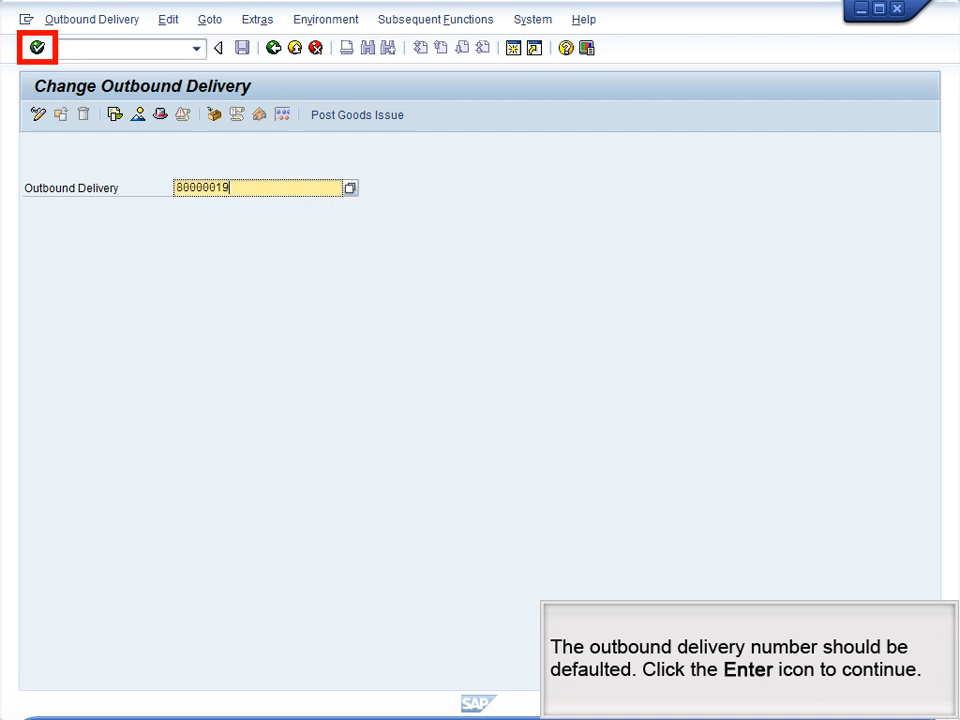 Outbound Delivery Edit Goto Extras Environment Subsequent Functions System Help
Change Outbound Delivery
Post Goods Issue
Outbound Delivery 80000019
The outbound delivery number should be
defaulted. Click the Enter icon to continue.
SAP